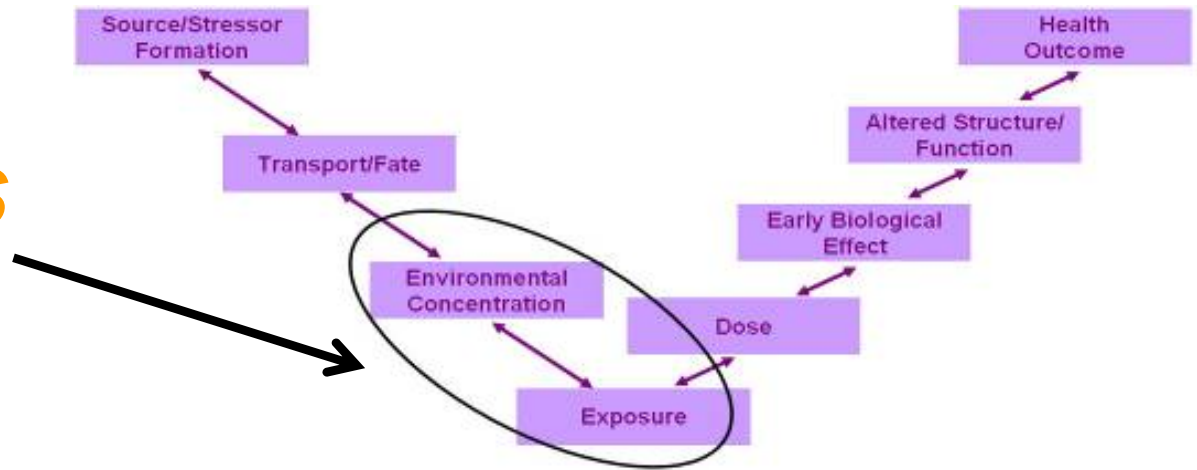 Source/Stressor
Formation
Health
Outcome
Altered Structure/
Function
Transport/Fate
s
Early Biological
Effect
Environmental
Concentration
Dose
Exposure